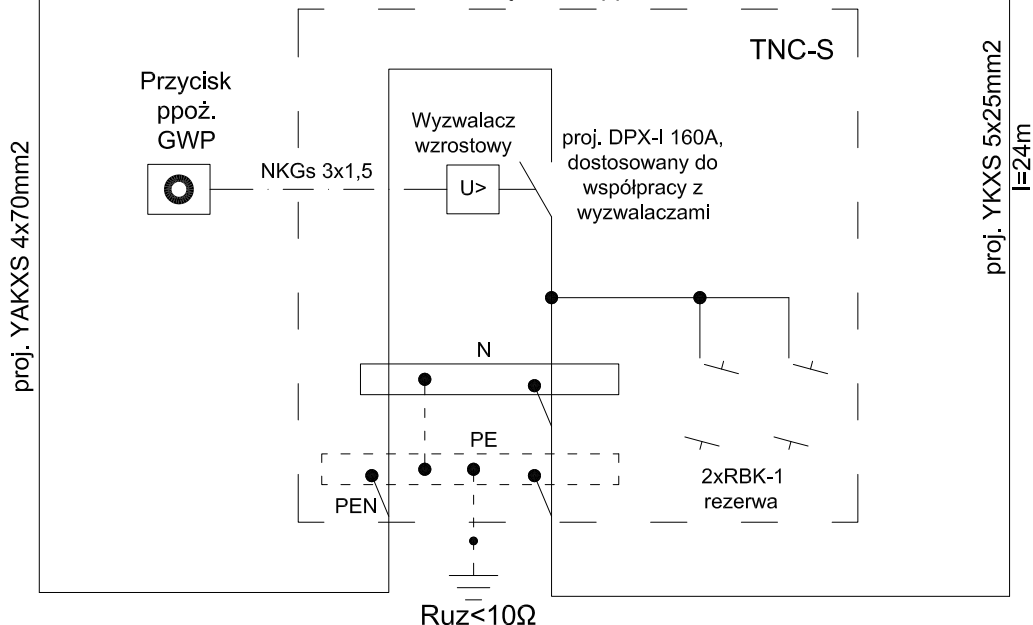 TNC-S
Przycisk
ppoż.
GWP
Wyzwalacz
wzrostowy
proj. DPX-I 160A,
dostosowany do
współpracy z
wyzwalaczami
NKGs 3x1,5
U>
proj. YAKXS 4x70mm2
proj. YKXS 5x25mm2
l=24m
N
PE
PEN
2xRBK-1
rezerwa
Ruz<10Ω